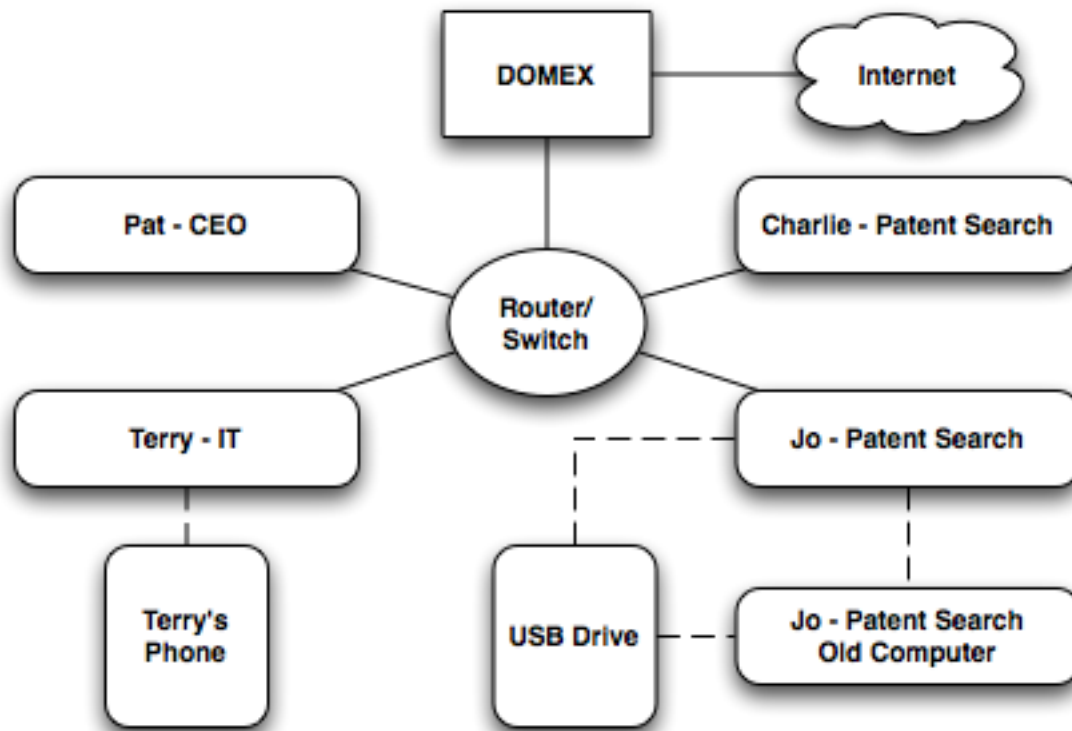 DOMEX
Internet
Pat - CEO
Charlie - Patent Search
Router/
Switch
Terry - IT
Jo - Patent Search
Terry's
Phone
USB Drive
Jo - Patent Search
Old Computer